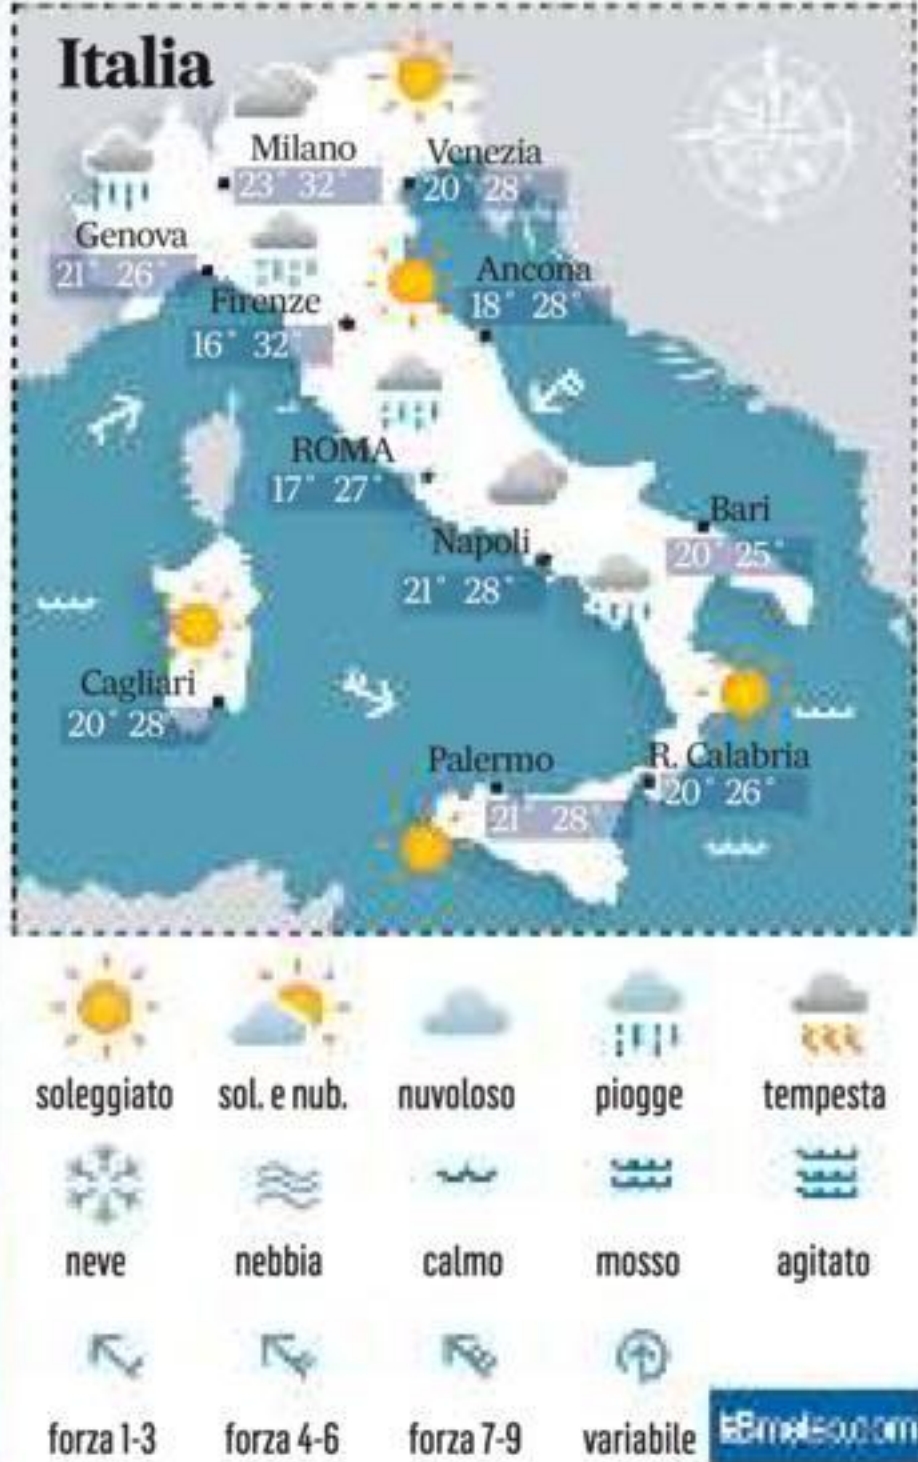 Italia
Milano
23° 32°
Venezia
20° 28°
Genova
21° 26°
Firenze
16° 32°
Ancona
18° 28°
ROMA
17° 27°
Napoli
21° 28°
Bari
20° 25°
Cagliari
20° 28°
Palermo
21° 28°
R. Calabria
20° 26°
soleggiato
sol. e nub.
nuvoloso
piogge
tempesta
neve
nebbia
calmo
mosso
agitato
forza 1-3
forza 4-6
forza 7-9
variabile